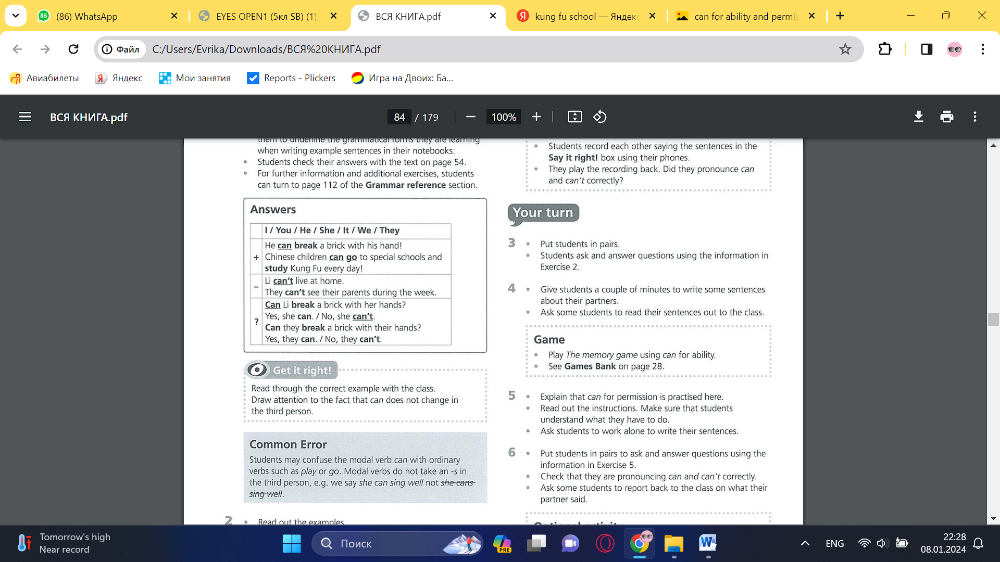 (86) WhatsApp
EYES OPEN1 (5кл SB) (1).
ВСЯ КНИГА.pdf
kung fu school — Яндекс
can for ability and permis
Файл
C:/Users/Evrika/Downloads/ВСЯ%20КНИГА.pdf
Авиабилеты
Яндекс
Мои занятия
Reports - Plickers
Игра на Двоих: Ба...
ВСЯ КНИГА.pdf
84 / 179
100%
them to underline the grammatical forms they are learning
when writing example sentences in their notebooks.
• Students check their answers with the text on page 54.
• For further information and additional exercises, students
can turn to page 112 of the Grammar reference section.
Answers
I / You / He / She / It / We / They
+
He can break a brick with his hand!
Chinese children can go to special schools and
study Kung Fu every day!
–
Li can't live at home.
They can't see their parents during the week.
?
Can Li break a brick with her hands?
Yes, she can. / No, she can't.
Can they break a brick with their hands?
Yes, they can. / No, they can't.
Get it right!
Read through the correct example with the class.
Draw attention to the fact that can does not change in
the third person.
Common Error
Students may confuse the modal verb can with ordinary
verbs such as play or go. Modal verbs do not take an -s in
the third person, e.g. we say she can sing well not she cans
sing well.
2 • Read out the examples
• Students record each other saying the sentences in the
Say it right! box using their phones.
• They play the recording back. Did they pronounce can
and can't correctly?
Your turn
3 • Put students in pairs.
• Students ask and answer questions using the information in
Exercise 2.
4 • Give students a couple of minutes to write some sentences
about their partners.
• Ask some students to read their sentences out to the class.
Game
• Play The memory game using can for ability.
• See Games Bank on page 28.
5 • Explain that can for permission is practised here.
• Read out the instructions. Make sure that students
understand what they have to do.
• Ask students to work alone to write their sentences.
6 • Put students in pairs to ask and answer questions using the
information in Exercise 5.
• Check that they are pronouncing can and can't correctly.
• Ask some students to report back to the class on what their
partner said.
Optional activity
Tomorrow's high
Near record
Поиск
PRE
ENG
22:28
08.01.2024